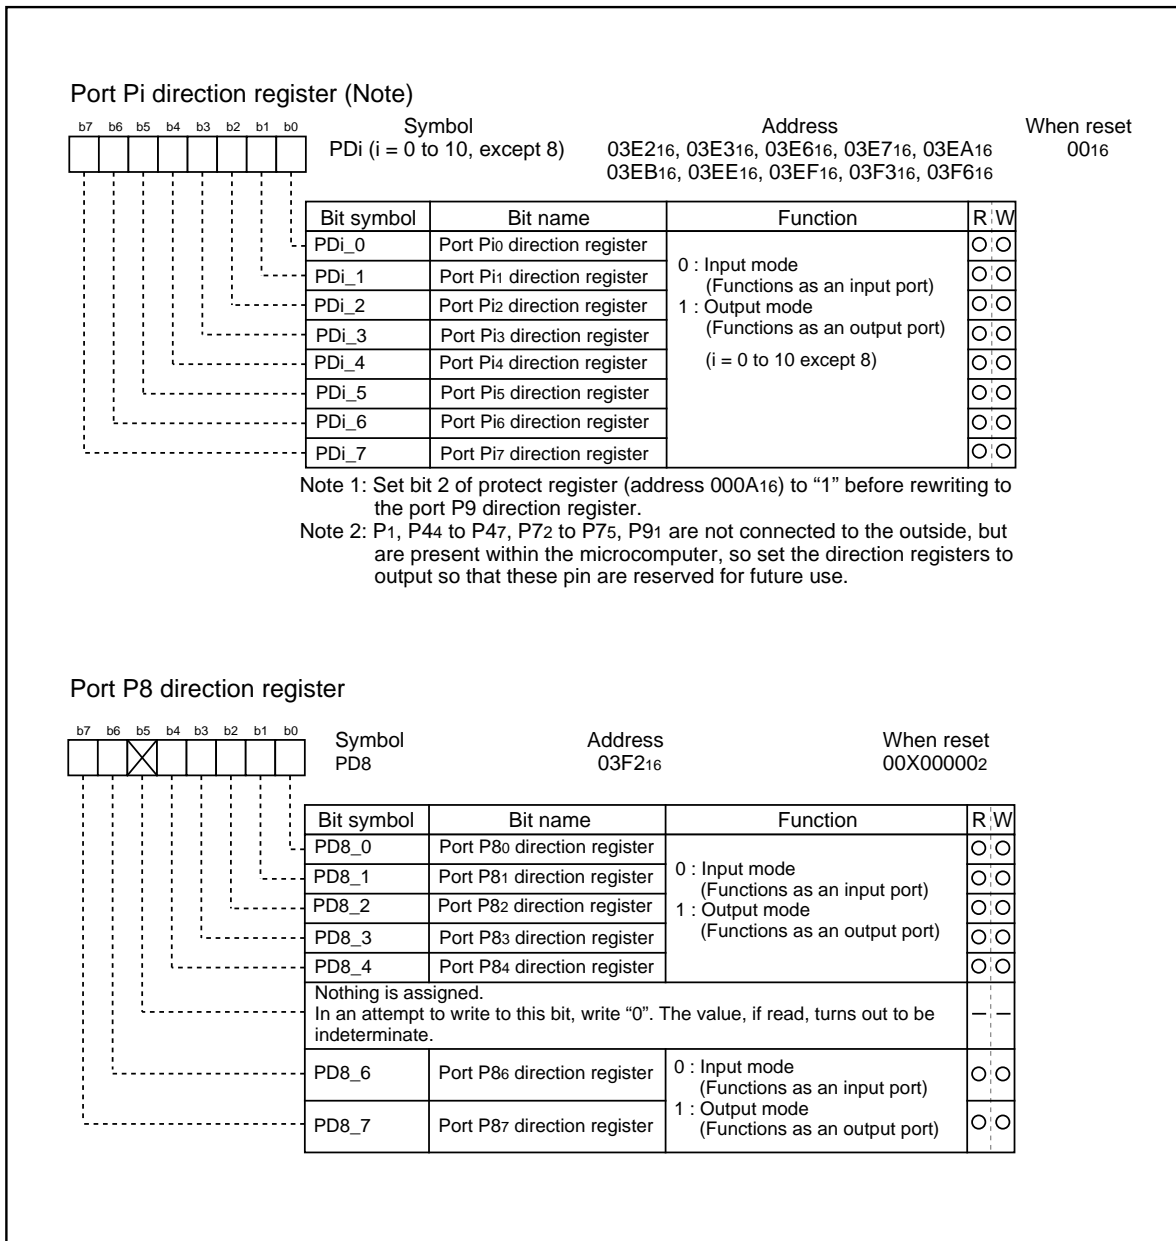 Port Pi direction register (Note)
b7 b6 b5 b4 b3 b2 b1 b0
Symbol Address When reset
PDi (i = 0 to 10, except 8) 03E216, 03E316, 03E616, 03E716, 03EA16 0016
03EB16, 03EE16, 03EF16, 03F316, 03F616
Bit symbol Bit name Function R W
PDi_0 Port Pi0 direction register
PDi_1 Port Pi1 direction register
PDi_2 Port Pi2 direction register
PDi_3 Port Pi3 direction register
PDi_4 Port Pi4 direction register
PDi_5 Port Pi5 direction register
PDi_6 Port Pi6 direction register
PDi_7 Port Pi7 direction register
0 : Input mode
(Functions as an input port)
1 : Output mode
(Functions as an output port)
(i = 0 to 10 except 8)
Note 1: Set bit 2 of protect register (address 000A16) to “1” before rewriting to
the port P9 direction register.
Note 2: P1, P44 to P47, P72 to P75, P91 are not connected to the outside, but
are present within the microcomputer, so set the direction registers to
output so that these pin are reserved for future use.
Port P8 direction register
b7 b6 b5 b4 b3 b2 b1 b0
Symbol Address When reset
PD8 03F216 00X000002
Bit symbol Bit name Function R W
PD8_0 Port P80 direction register
PD8_1 Port P81 direction register
PD8_2 Port P82 direction register
PD8_3 Port P83 direction register
PD8_4 Port P84 direction register
0 : Input mode
(Functions as an input port)
1 : Output mode
(Functions as an output port)
Nothing is assigned.
In an attempt to write to this bit, write “0”. The value, if read, turns out to be
indeterminate.
PD8_6 Port P86 direction register
PD8_7 Port P87 direction register
0 : Input mode
(Functions as an input port)
1 : Output mode
(Functions as an output port)